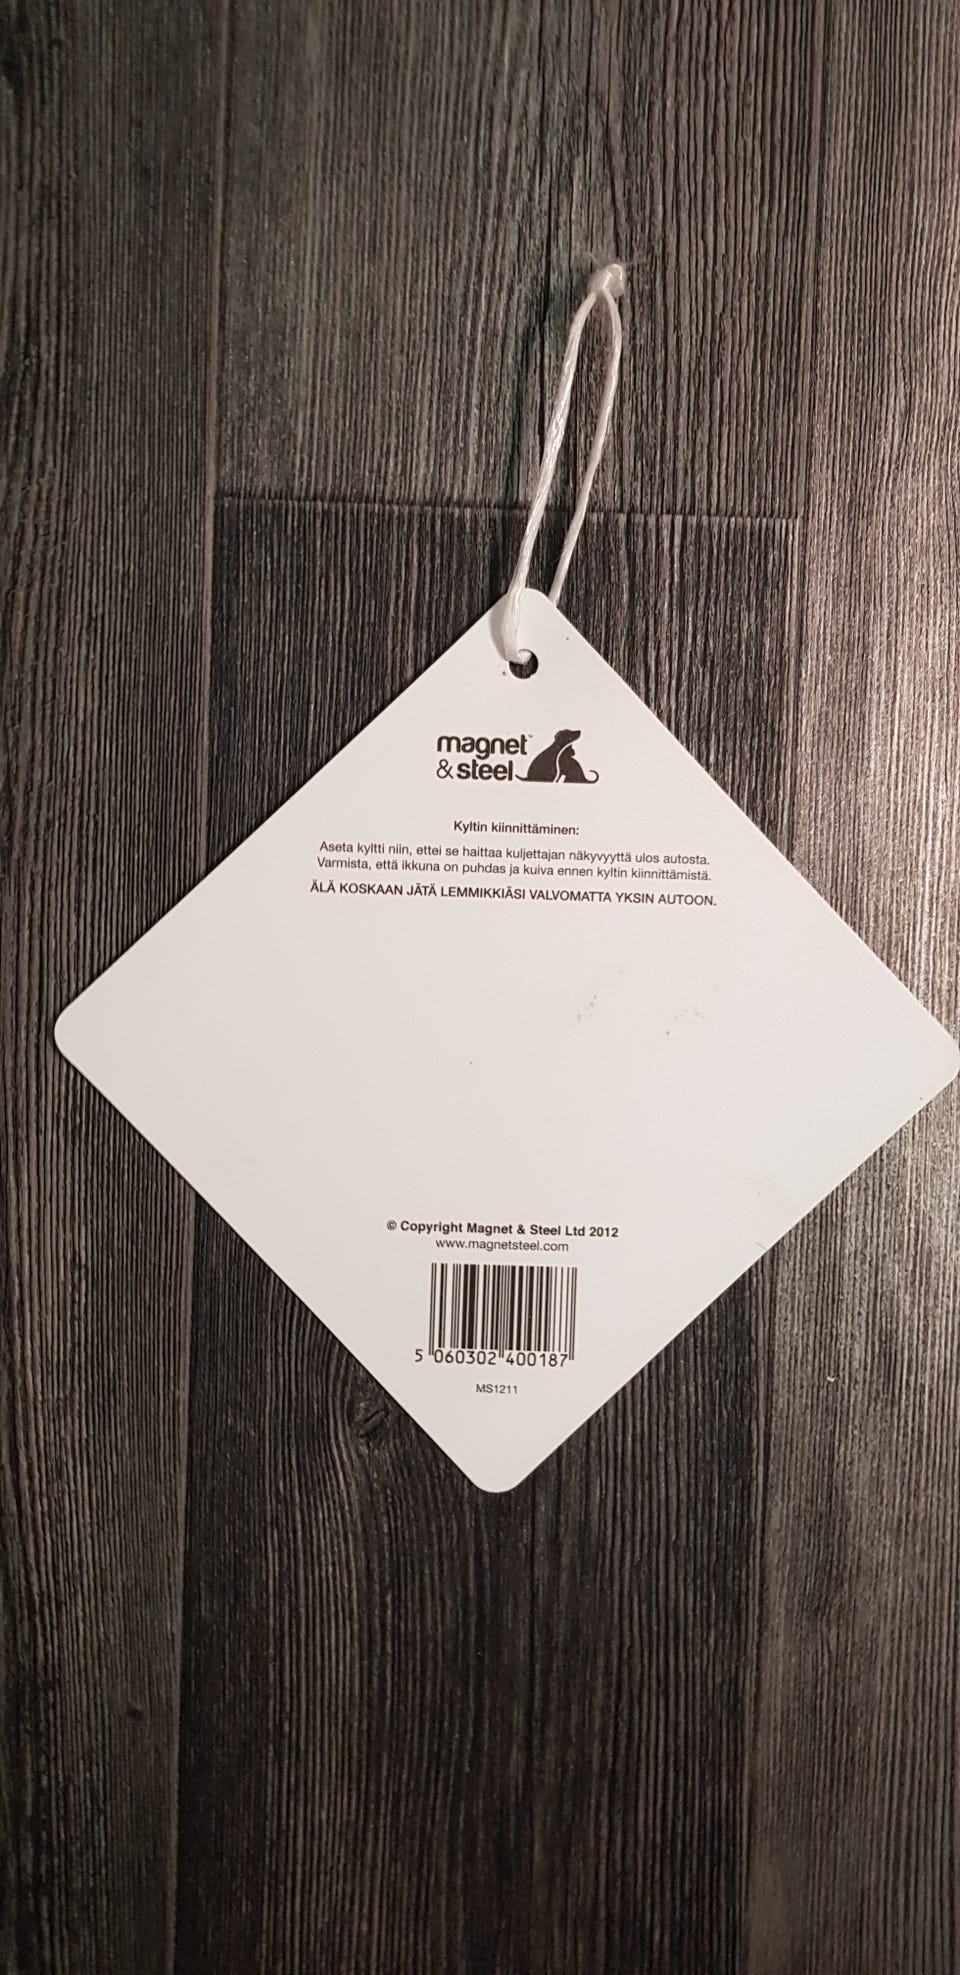 magnet™
& steel
Kyltin kiinnittäminen:
Aseta kyltti niin, ettei se haittaa kuljettajan näkyvyyttä ulos autosta.
Varmista, että ikkuna on puhdas ja kuiva ennen kyltin kiinnittämistä.
ÄLÄ KOSKAAN JÄTÄ LEMMIKKIÄSI VALVOMATTA YKSIN AUTOON.
© Copyright Magnet & Steel Ltd 2012
www.magnetsteel.com
5 060302 400187
MS1211